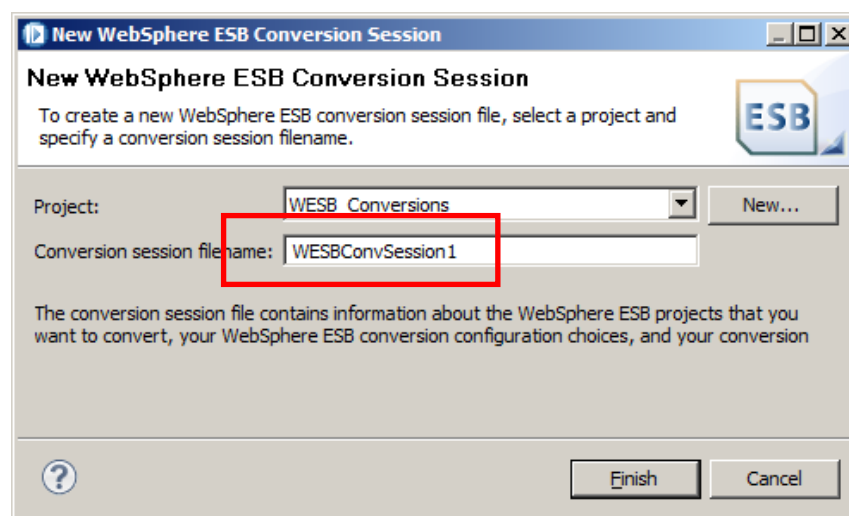 New WebSphere ESB Conversion Session
New WebSphere ESB Conversion Session
To create a new WebSphere ESB conversion session file, select a project and
specify a conversion session filename.
ESB
Project: WESB_Conversions New...
Conversion session filename: WESBConvSession1
The conversion session file contains information about the WebSphere ESB projects that you
want to convert, your WebSphere ESB conversion configuration choices, and your conversion
? Finish Cancel